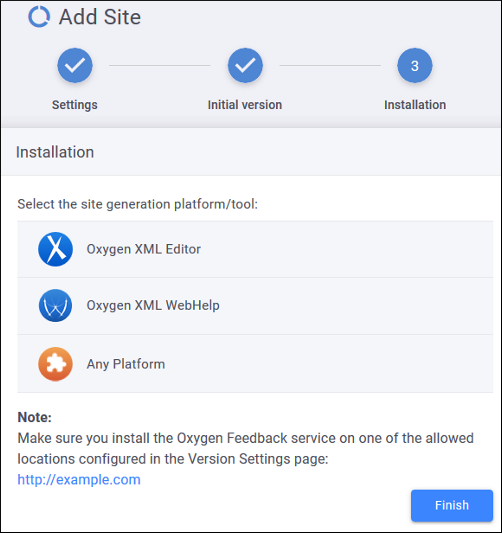 Add Site
3
Settings
Initial version
Installation
Installation
Select the site generation platform/tool:
Oxygen XML Editor
Oxygen XML WebHelp
Any Platform
Note:
Make sure you install the Oxygen Feedback service on one of the allowed
locations configured in the Version Settings page:
http://example.com
Finish